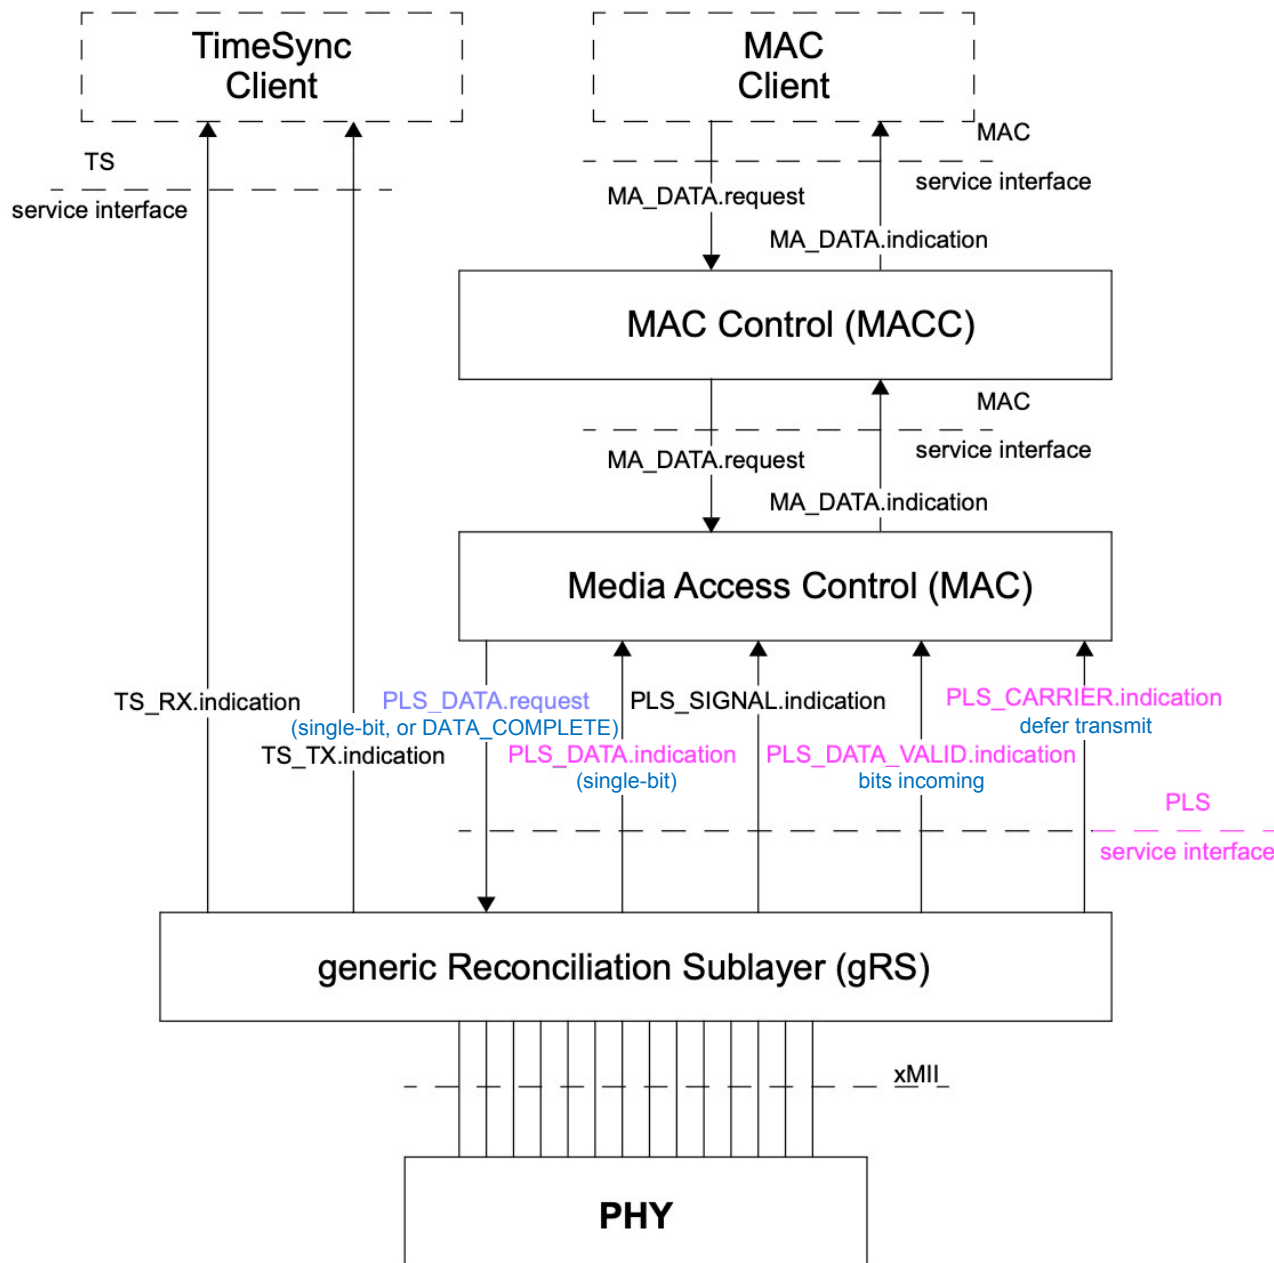 TimeSync
Client
MAC
Client
TS
service interface
MAC
service interface
MA_DATA.request
MA_DATA.indication
MAC Control (MACC)
MAC
service interface
MA_DATA.request
MA_DATA.indication
Media Access Control (MAC)
TS_RX.indication
PLS_DATA.request
(single-bit, or DATA_COMPLETE)
PLS_SIGNAL.indication
PLS_CARRIER.indication
defer transmit
TS_TX.indication
PLS_DATA.indication
(single-bit)
PLS_DATA_VALID.indication
bits incoming
PLS
service interface
generic Reconciliation Sublayer (gRS)
xMII
PHY